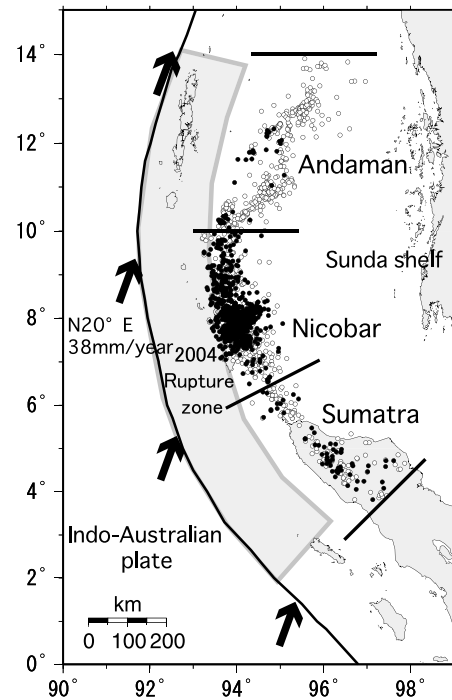 14°
12°
10°
8°
6°
4°
2°
0°
Andaman
Sunda shelf
Nicobar
N20° E
38mm/year
2004
Rupture
zone
Sumatra
Indo-Australian
plate
km
0 100 200
90° 92° 94° 96° 98°